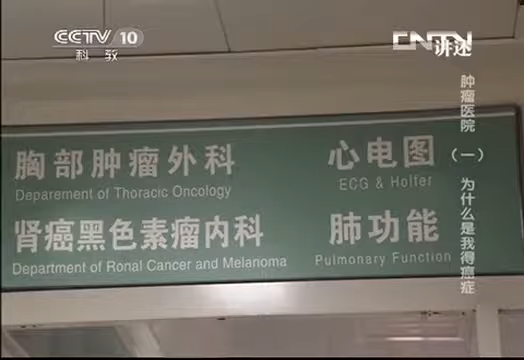 CCTV 10
科教
CNTV 讲述
胸部肿瘤外科
Deparement of Thoracic Oncology
心电图
ECG & Holfer
肾癌黑色素瘤内科
Department of Ronal Cancer and Melanoma
肺功能
Pulmonary Function
肿瘤医院（一） 为什么是我得癌症